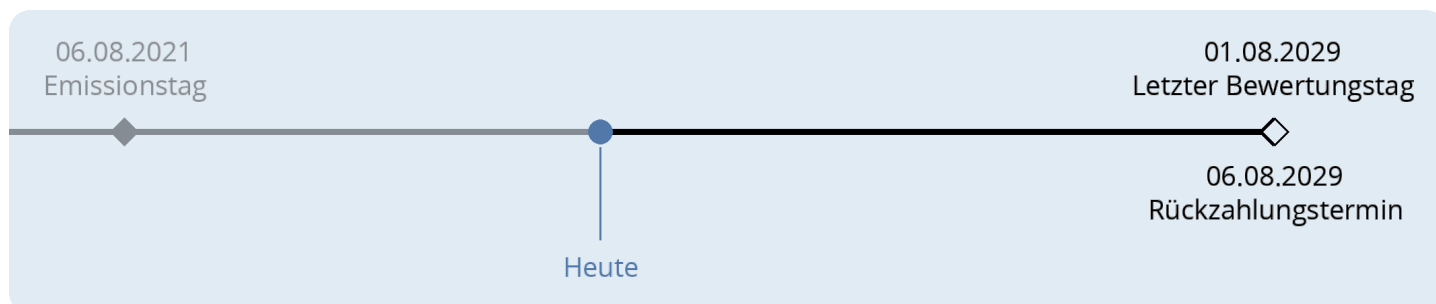 06.08.2021
Emissionstag
01.08.2029
Letzter Bewertungstag
06.08.2029
Rückzahlungstermin
Heute